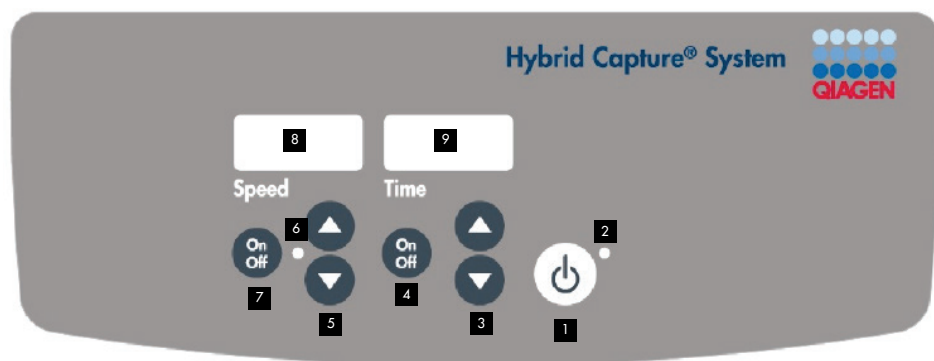 Hybrid Capture® System
QIAGEN
8
9
Speed
Time
6
2
On
Off
On
Off
7
4
5
3
1